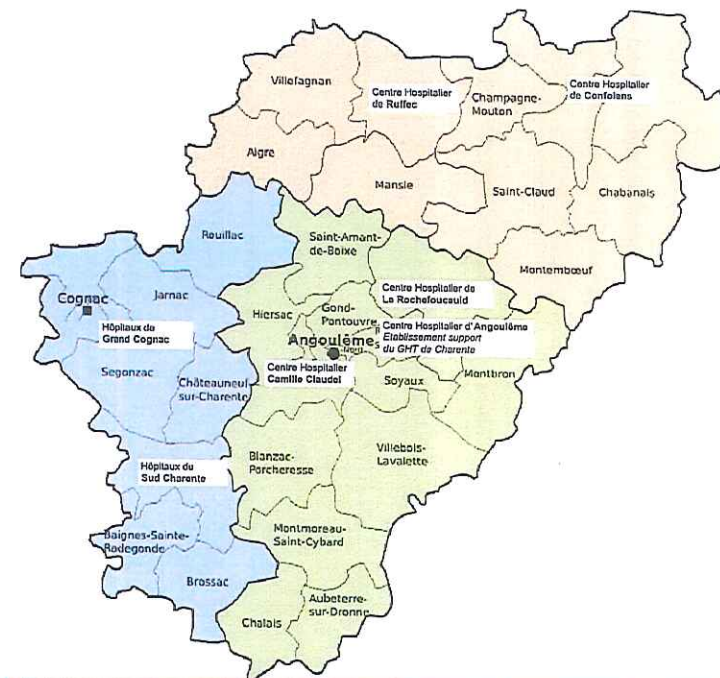 Villefagnan
Centre Hospitalier
de Ruffec
Champagne-
Mouton
Centre Hospitalier
de Confolens
Aigre
Mansle
Saint-Claud
Chabanais
Rouillac
Saint-Amant-
de-Boixe
Montembœuf
Centre Hospitalier de
La Rochefoucauld
Cognac
Jarnac
Hiersac
Gond-
Pontouvre
Hôpitaux de
Grand Cognac
Angoulême
Centre Hospitalier d'Angoulême
Etablissement support
du GHT de Charente
Segonzac
Châteauneuf-
sur-Charente
Centre Hospitalier
Camille Claudel
Soyaux
Montbron
Blanzac-
Porcheresse
Villebois-
Lavalette
Hôpitaux du
Sud Charente
Baignes-Sainte-
Radegonde
Montmoreau-
Saint-Cybard
Brossac
Chalais
Aubeterre-
sur-Dronne